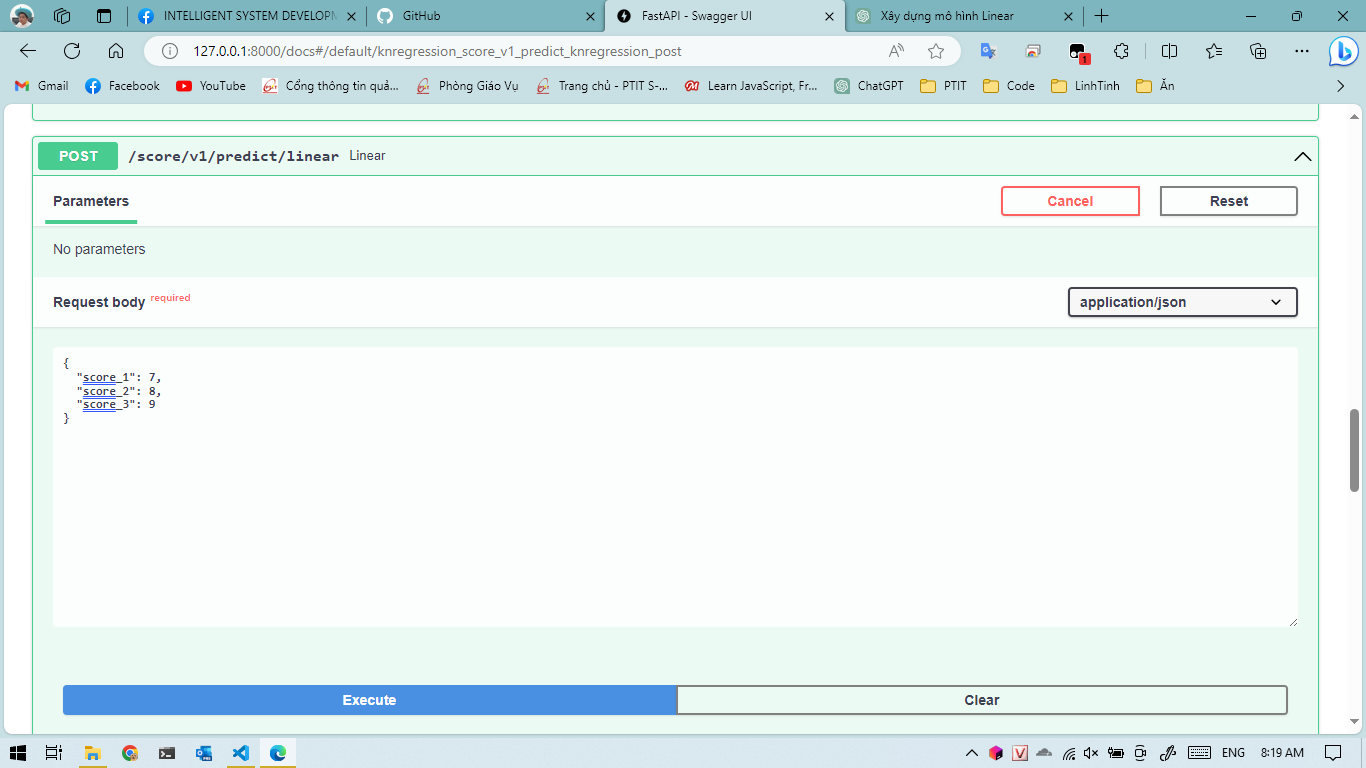 INTELLIGENT SYSTEM DEVELOPM
GitHub
FastAPI - Swagger UI
Xây dựng mô hình Linear
127.0.0.1:8000/docs#/default/knregression_score_v1_predict_knregression_post
1
Gmail
Facebook
YouTube
Cổng thông tin quả...
Phòng Giáo Vụ
Trang chủ - PTIT S-...
Learn JavaScript, Fr...
ChatGPT
PTIT
Code
LinhTinh
Ăn
POST /score/v1/predict/linear Linear
Parameters
Cancel
Reset
No parameters
Request body required
application/json
{
"score_1": 7,
"score_2": 8,
"score_3": 9
}
Execute
Clear
ENG
8:19 AM